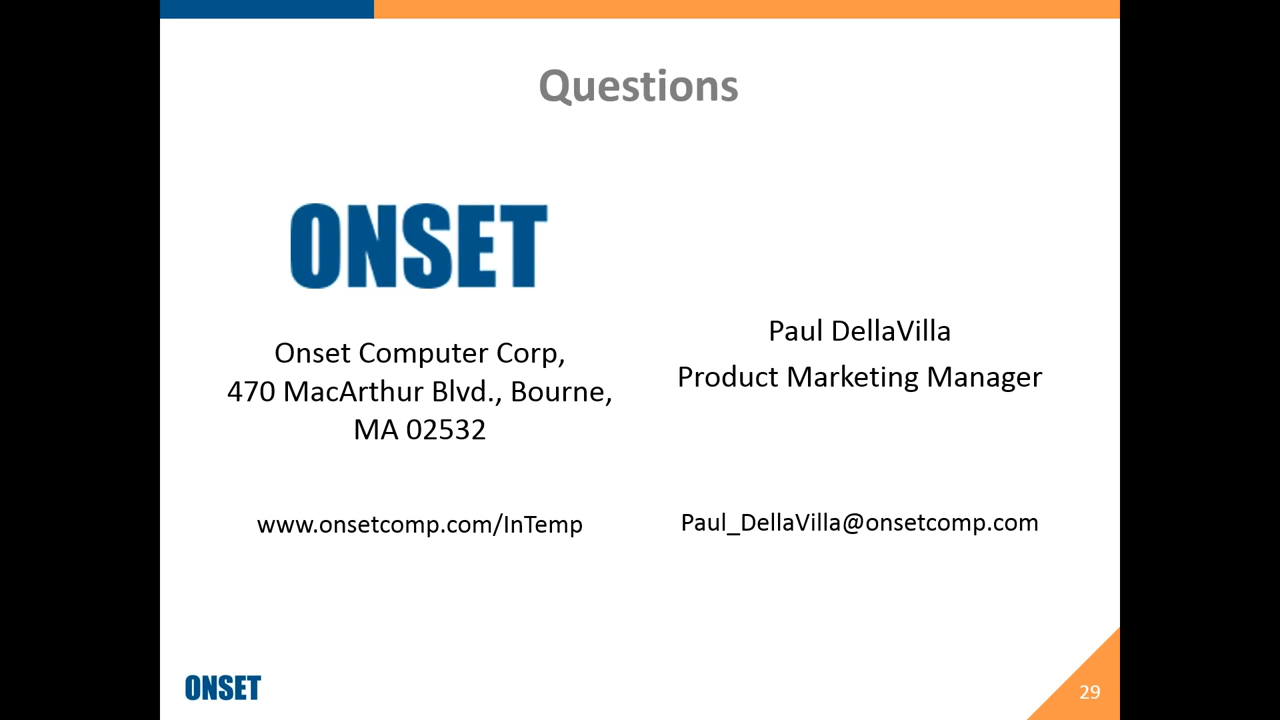 Questions
ONSET
Onset Computer Corp,
470 MacArthur Blvd., Bourne,
MA 02532
www.onsetcomp.com/InTemp
Paul DellaVilla
Product Marketing Manager
Paul_DellaVilla@onsetcomp.com
ONSET
29